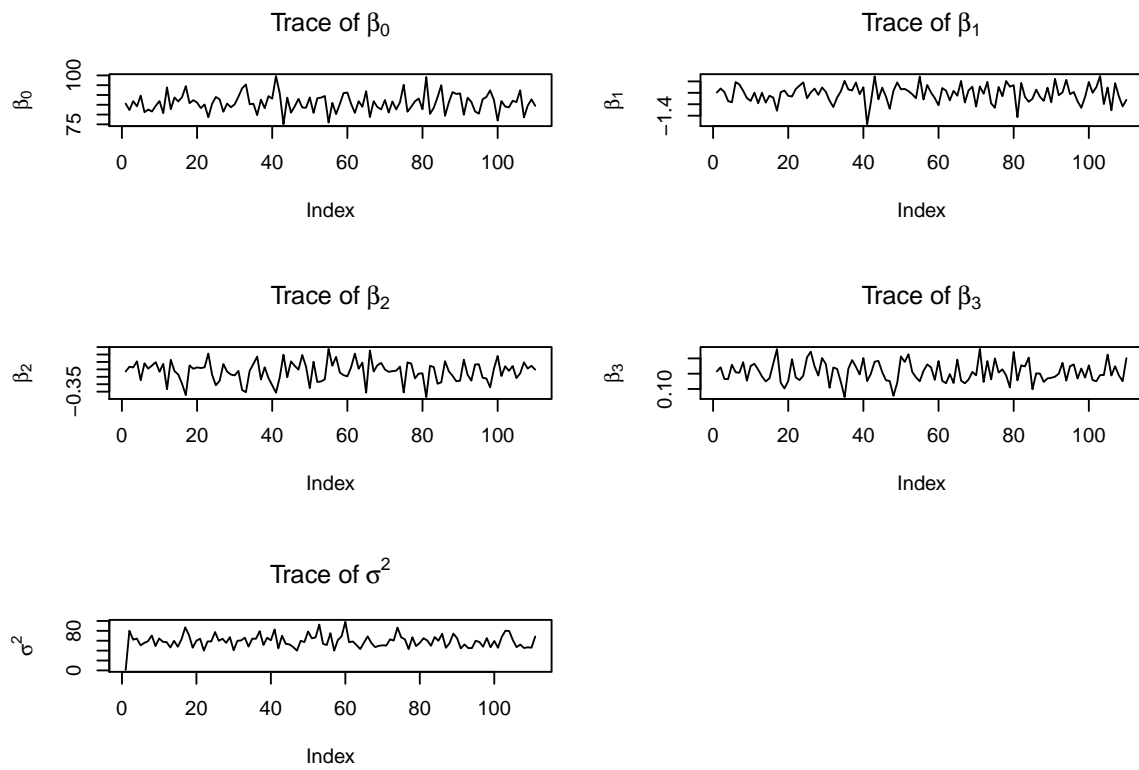 Trace of β0
Trace of β1
β0
75 100
0 20 40 60 80 100
Index
β1
−1.4
0 20 40 60 80 100
Index
Trace of β2
Trace of β3
β2
−0.35
0 20 40 60 80 100
Index
β3
0.10
0 20 40 60 80 100
Index
Trace of σ2
σ2
0 80
0 20 40 60 80 100
Index